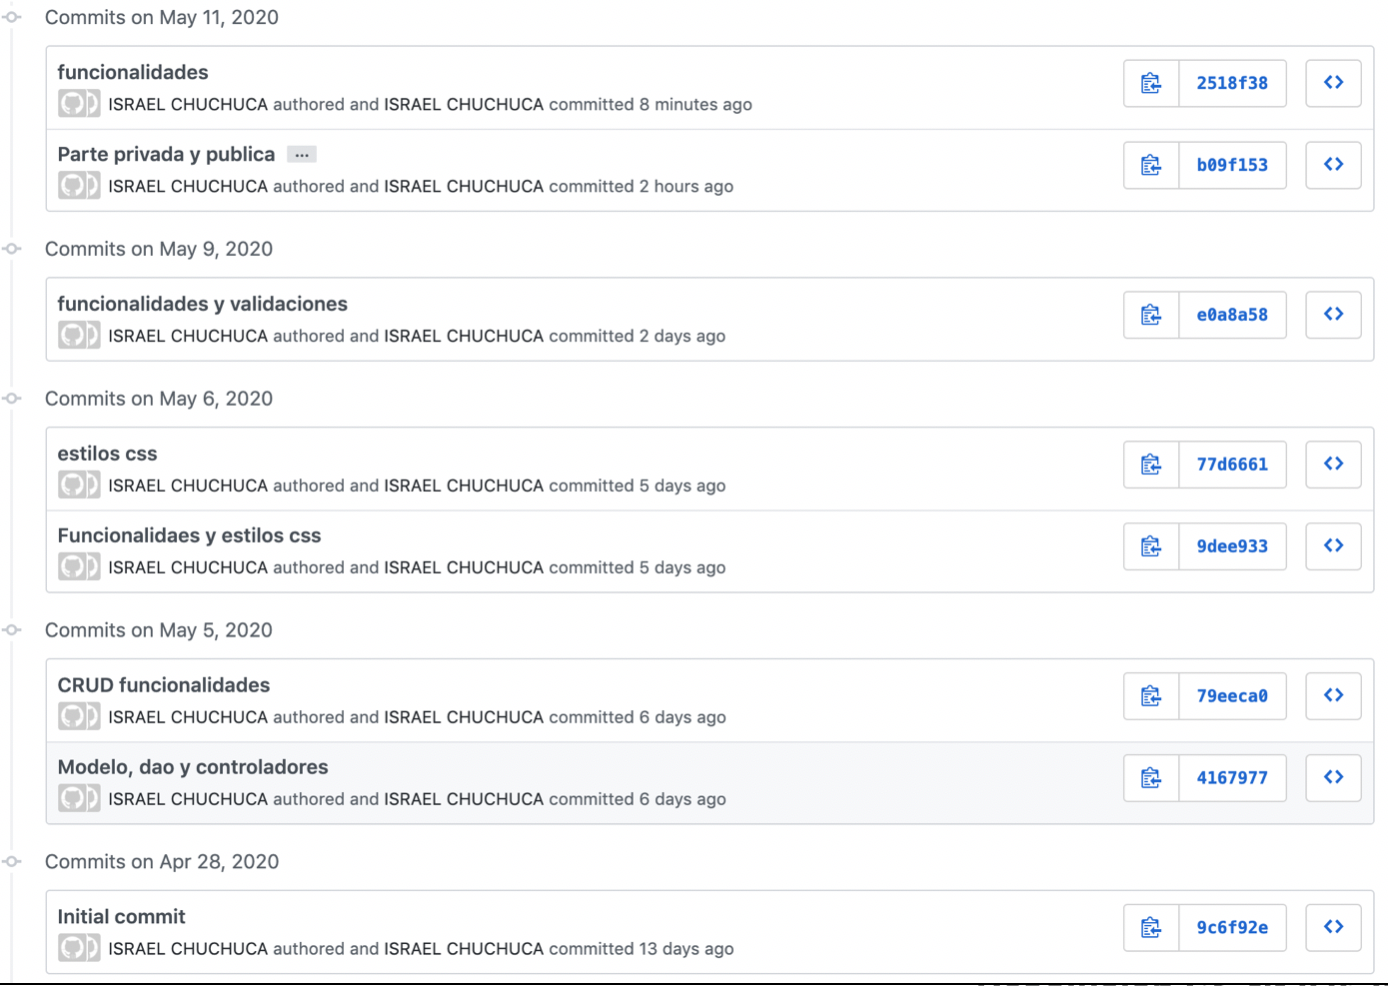 Commits on May 11, 2020
funcionalidades
ISRAEL CHUCHUCA authored and ISRAEL CHUCHUCA committed 8 minutes ago
2518f38
Parte privada y publica ...
ISRAEL CHUCHUCA authored and ISRAEL CHUCHUCA committed 2 hours ago
b09f153
Commits on May 9, 2020
funcionalidades y validaciones
ISRAEL CHUCHUCA authored and ISRAEL CHUCHUCA committed 2 days ago
e0a8a58
Commits on May 6, 2020
estilos css
ISRAEL CHUCHUCA authored and ISRAEL CHUCHUCA committed 5 days ago
77d6661
Funcionalidaes y estilos css
ISRAEL CHUCHUCA authored and ISRAEL CHUCHUCA committed 5 days ago
9dee933
Commits on May 5, 2020
CRUD funcionalidades
ISRAEL CHUCHUCA authored and ISRAEL CHUCHUCA committed 6 days ago
79eeca0
Modelo, dao y controladores
ISRAEL CHUCHUCA authored and ISRAEL CHUCHUCA committed 6 days ago
4167977
Commits on Apr 28, 2020
Initial commit
ISRAEL CHUCHUCA authored and ISRAEL CHUCHUCA committed 13 days ago
9c6f92e